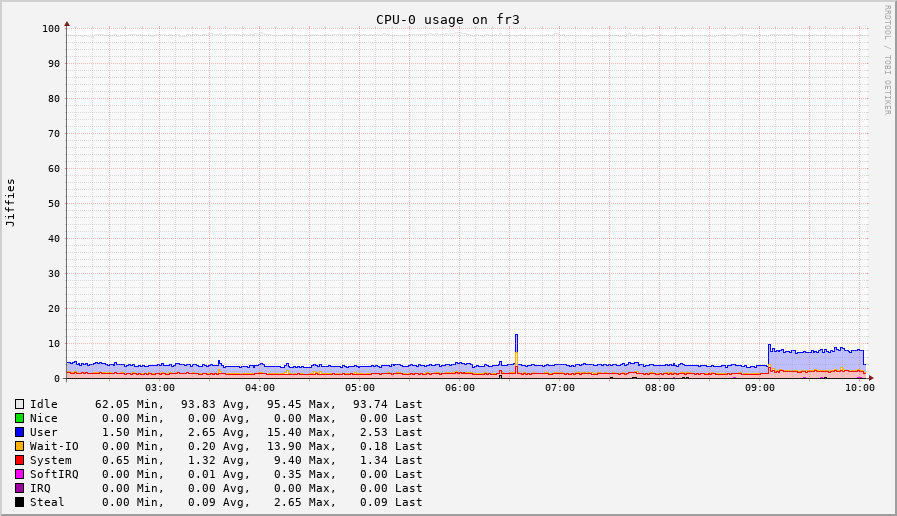 CPU-0 usage on fr3
RRDTOOL / TOBI OETIKER
Jiffies
100
90
80
70
60
50
40
30
20
10
0
03:00 04:00 05:00 06:00 07:00 08:00 09:00 10:00
Idle 62.05 Min, 93.83 Avg, 95.45 Max, 93.74 Last
Nice 0.00 Min, 0.00 Avg, 0.00 Max, 0.00 Last
User 1.50 Min, 2.65 Avg, 15.40 Max, 2.53 Last
Wait-IO 0.00 Min, 0.20 Avg, 13.90 Max, 0.18 Last
System 0.65 Min, 1.32 Avg, 9.40 Max, 1.34 Last
SoftIRQ 0.00 Min, 0.01 Avg, 0.35 Max, 0.00 Last
IRQ 0.00 Min, 0.00 Avg, 0.00 Max, 0.00 Last
Steal 0.00 Min, 0.09 Avg, 2.65 Max, 0.09 Last